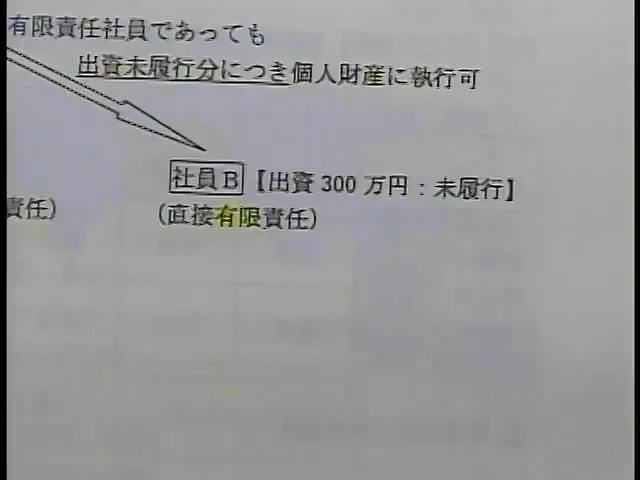 有限責任社員であっても
出資未履行分につき個人財産に執行可
社員B【出資 300 万円：未履行】
責任）
（直接有限責任）